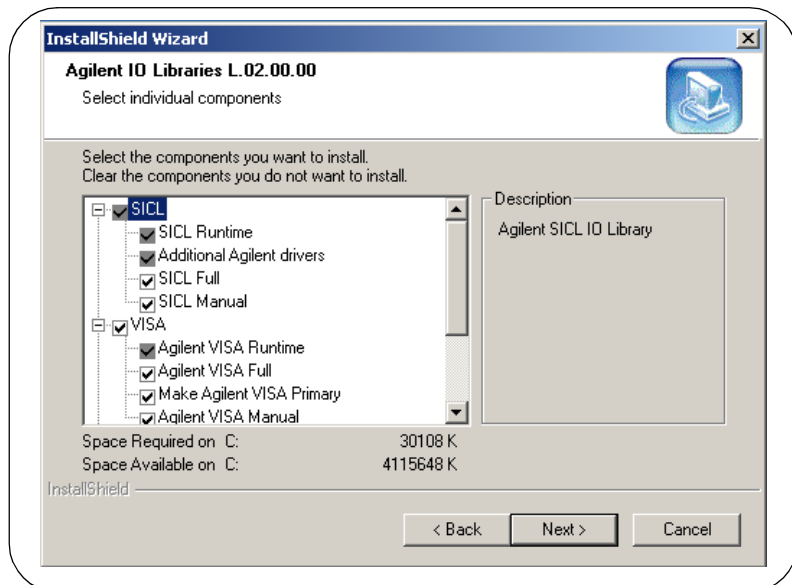 InstallShield Wizard
Agilent IO Libraries L.02.00.00
Select individual components
Select the components you want to install.
Clear the components you do not want to install.
SICL
SICL Runtime
Additional Agilent drivers
SICL Full
SICL Manual
VISA
Agilent VISA Runtime
Agilent VISA Full
Make Agilent VISA Primary
Agilent VISA Manual
Description
Agilent SICL IO Library
Space Required on C: 30108 K
Space Available on C: 4115648 K
InstallShield
< Back Next > Cancel